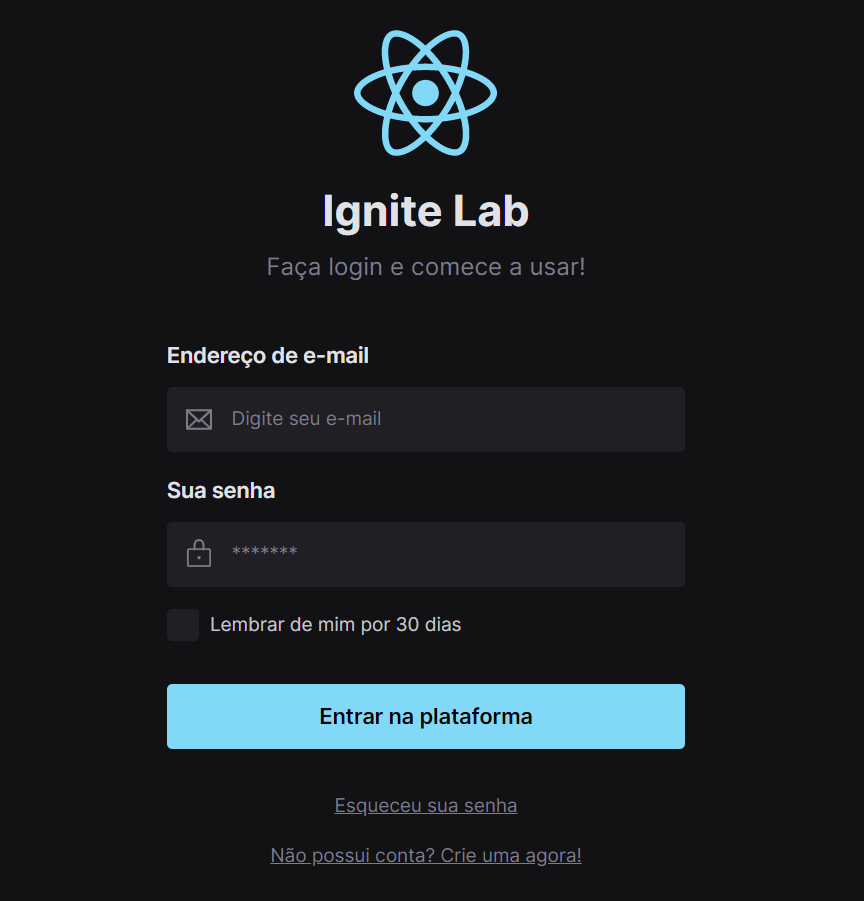 Ignite Lab
Faça login e comece a usar!
Endereço de e-mail
Digite seu e-mail
Sua senha
*******
Lembrar de mim por 30 dias
Entrar na plataforma
Esqueceu sua senha
Não possui conta? Crie uma agora!